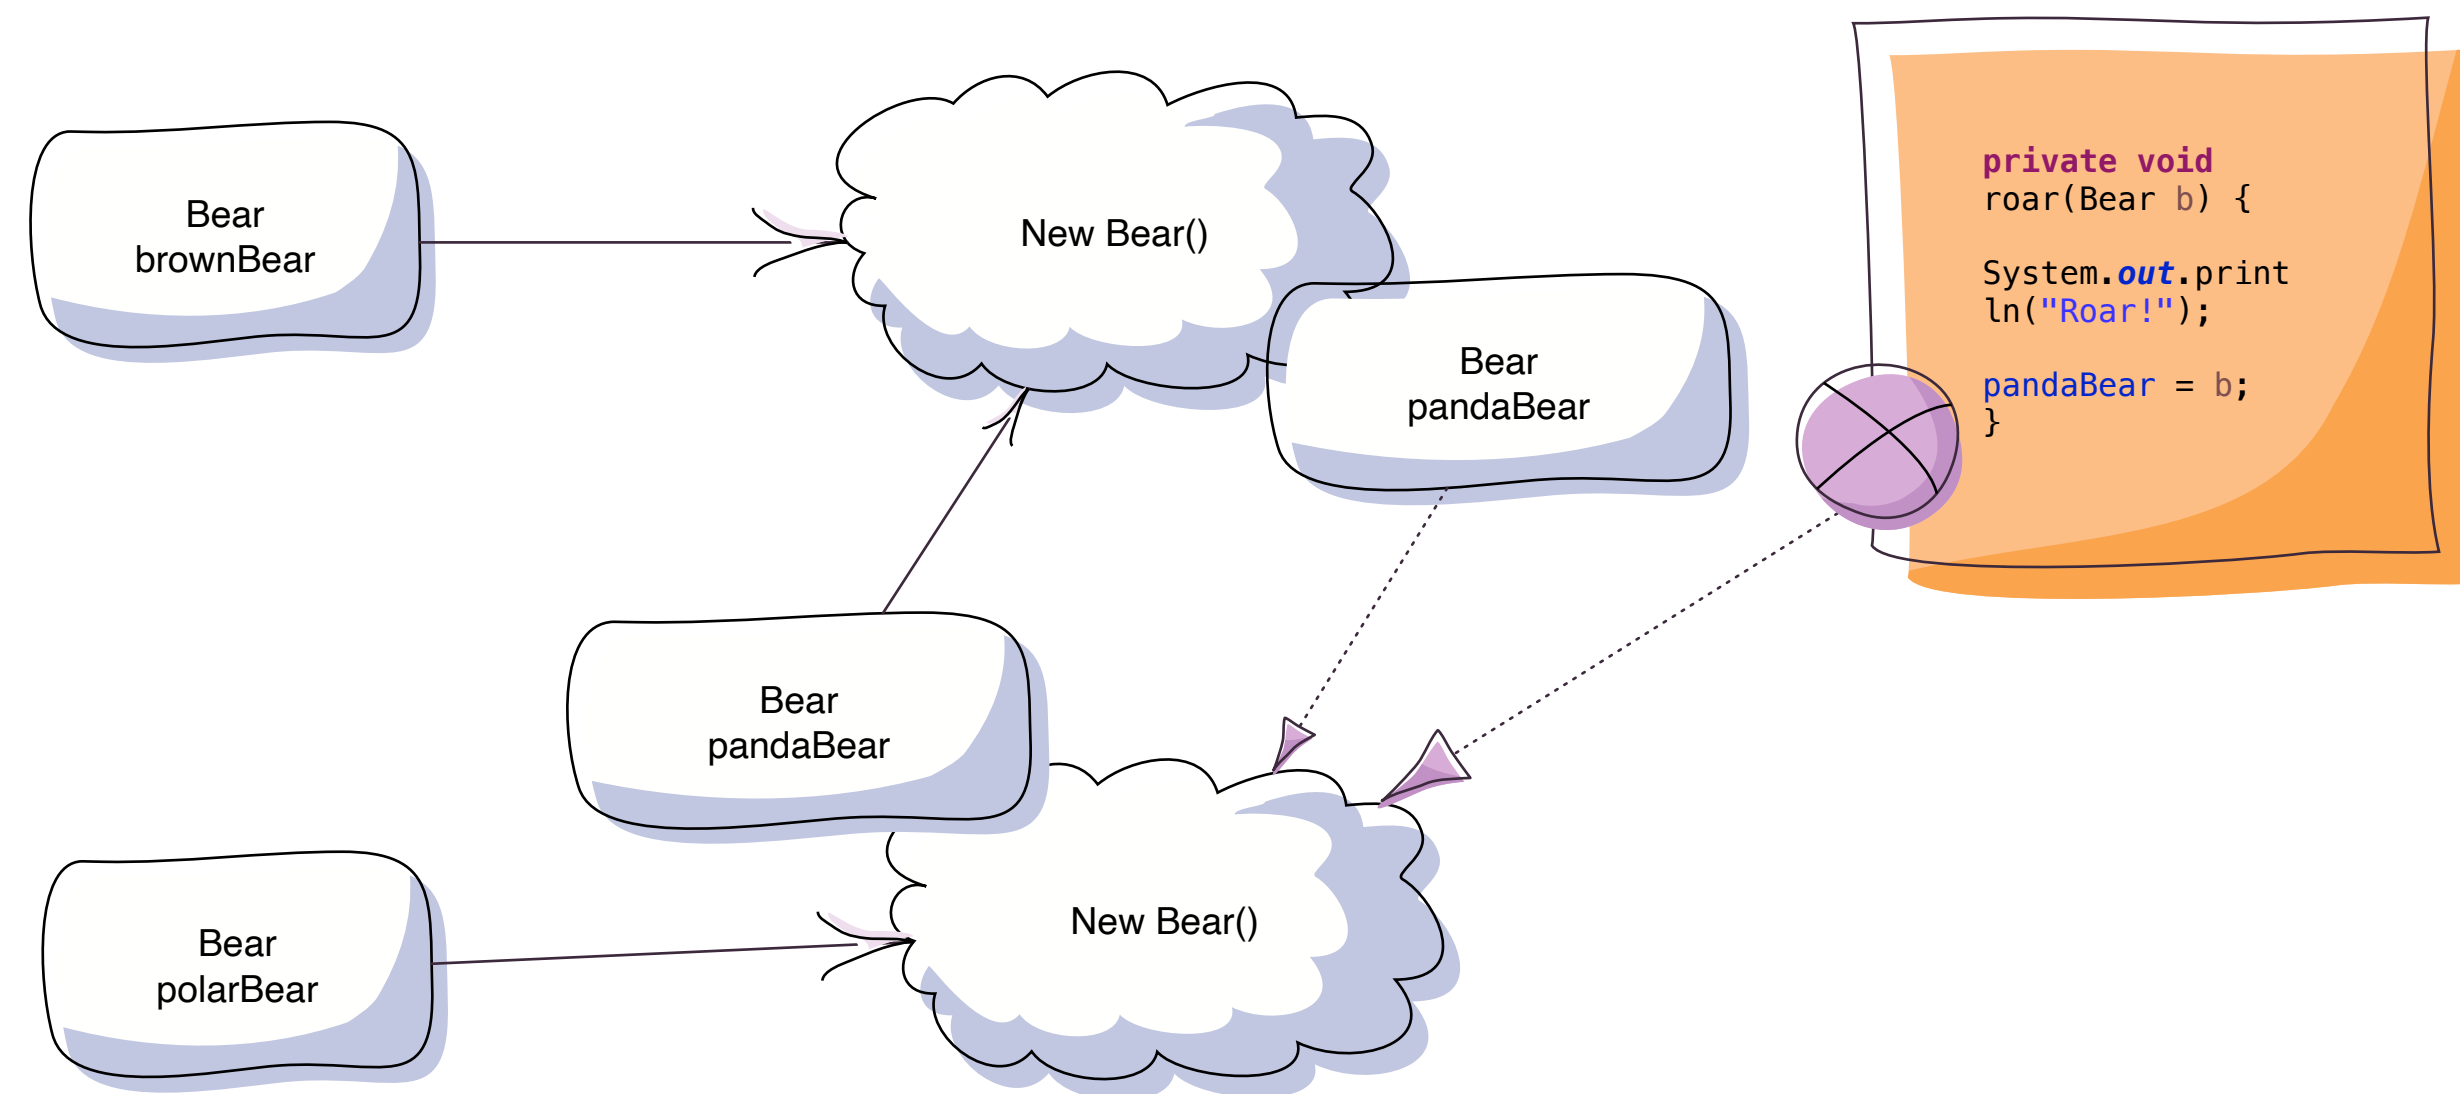 Bear
brownBear
New Bear()
private void
roar(Bear b) {
System.out.print
ln("Roar!");
pandaBear = b;
}
Bear
pandaBear
Bear
pandaBear
Bear
polarBear
New Bear()